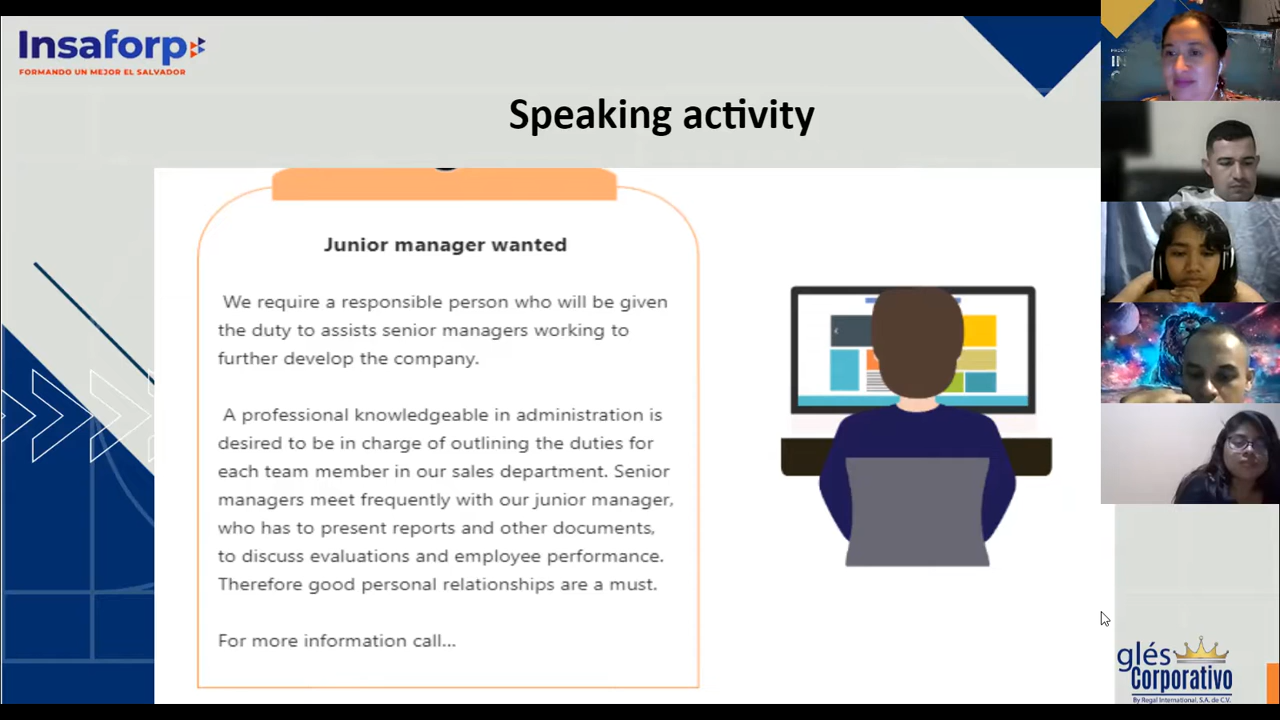 Insaforp
FORMANDO UN MEJOR EL SALVADOR
Speaking activity
Junior manager wanted
We require a responsible person who will be given
the duty to assists senior managers working to
further develop the company.
A professional knowledgeable in administration is
desired to be in charge of outlining the duties for
each team member in our sales department. Senior
managers meet frequently with our junior manager,
who has to present reports and other documents,
to discuss evaluations and employee performance.
Therefore good personal relationships are a must.
For more information call...
glés
Corporativo
By Regal International, S.A. de C.V.